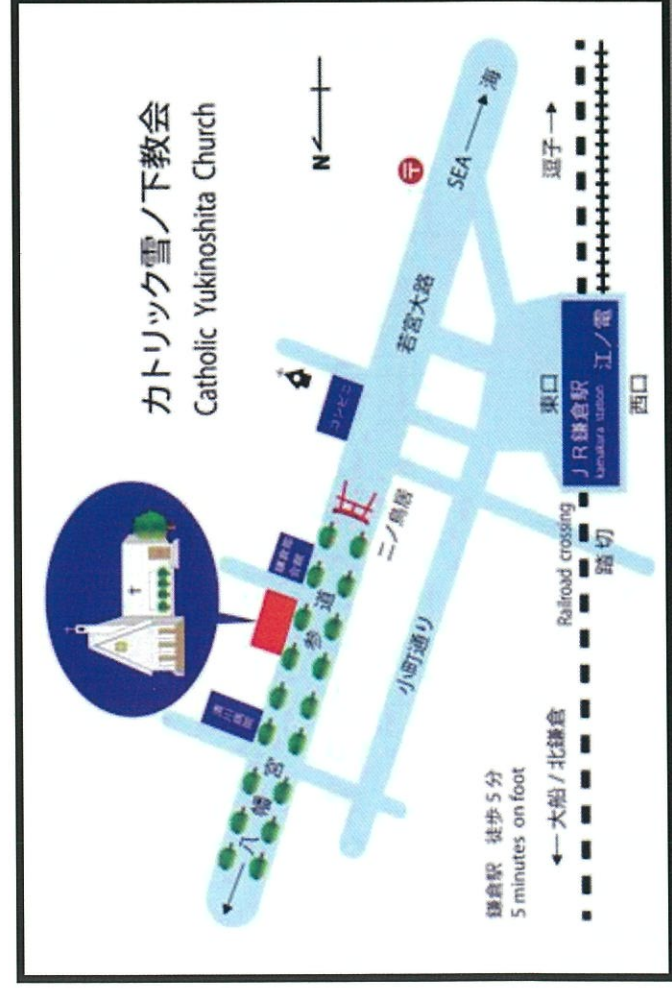 カトリック雪ノ下教会
Catholic Yukinoshita Church
N
〒
SEA → 海
若宮大路
コンビニ
二ノ鳥居
参道
← 八幡宮
小町通り
東口
JR鎌倉駅 江ノ電
kamakura station
西口
逗子 →
Railroad crossing
踏切
← 大船 / 北鎌倉
鎌倉駅 徒歩5分
5 minutes on foot